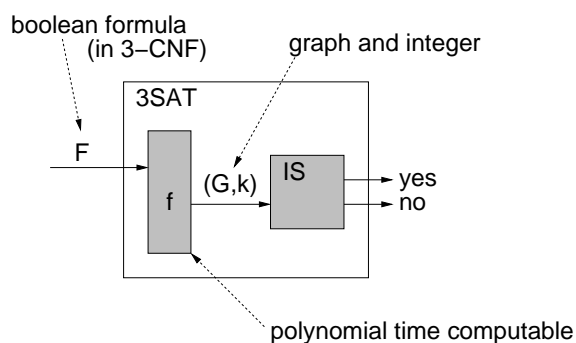 boolean formula
(in 3−CNF)
graph and integer
3SAT
F
(G,k)
IS
f
yes
no
polynomial time computable